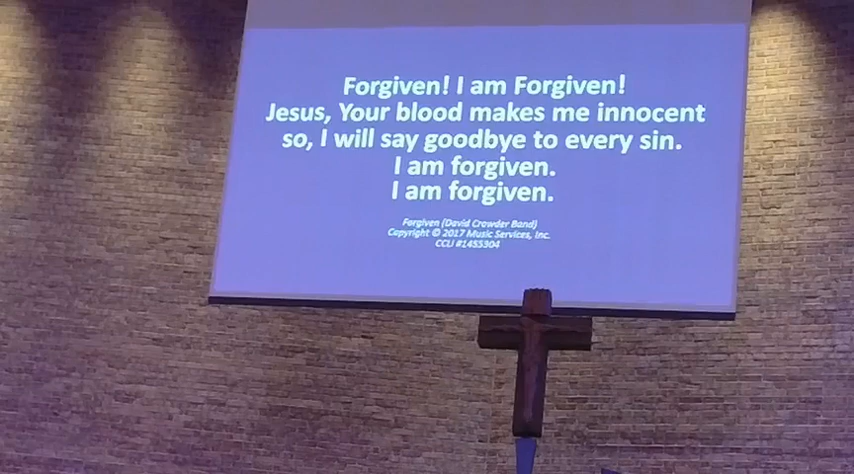 Forgiven! I am Forgiven!
Jesus, Your blood makes me innocent
so, I will say goodbye to every sin.
I am forgiven.
I am forgiven.
Forgiven (David Crowder Band)
Copyright © 2017 Music Services, Inc.
CCLI #1455304